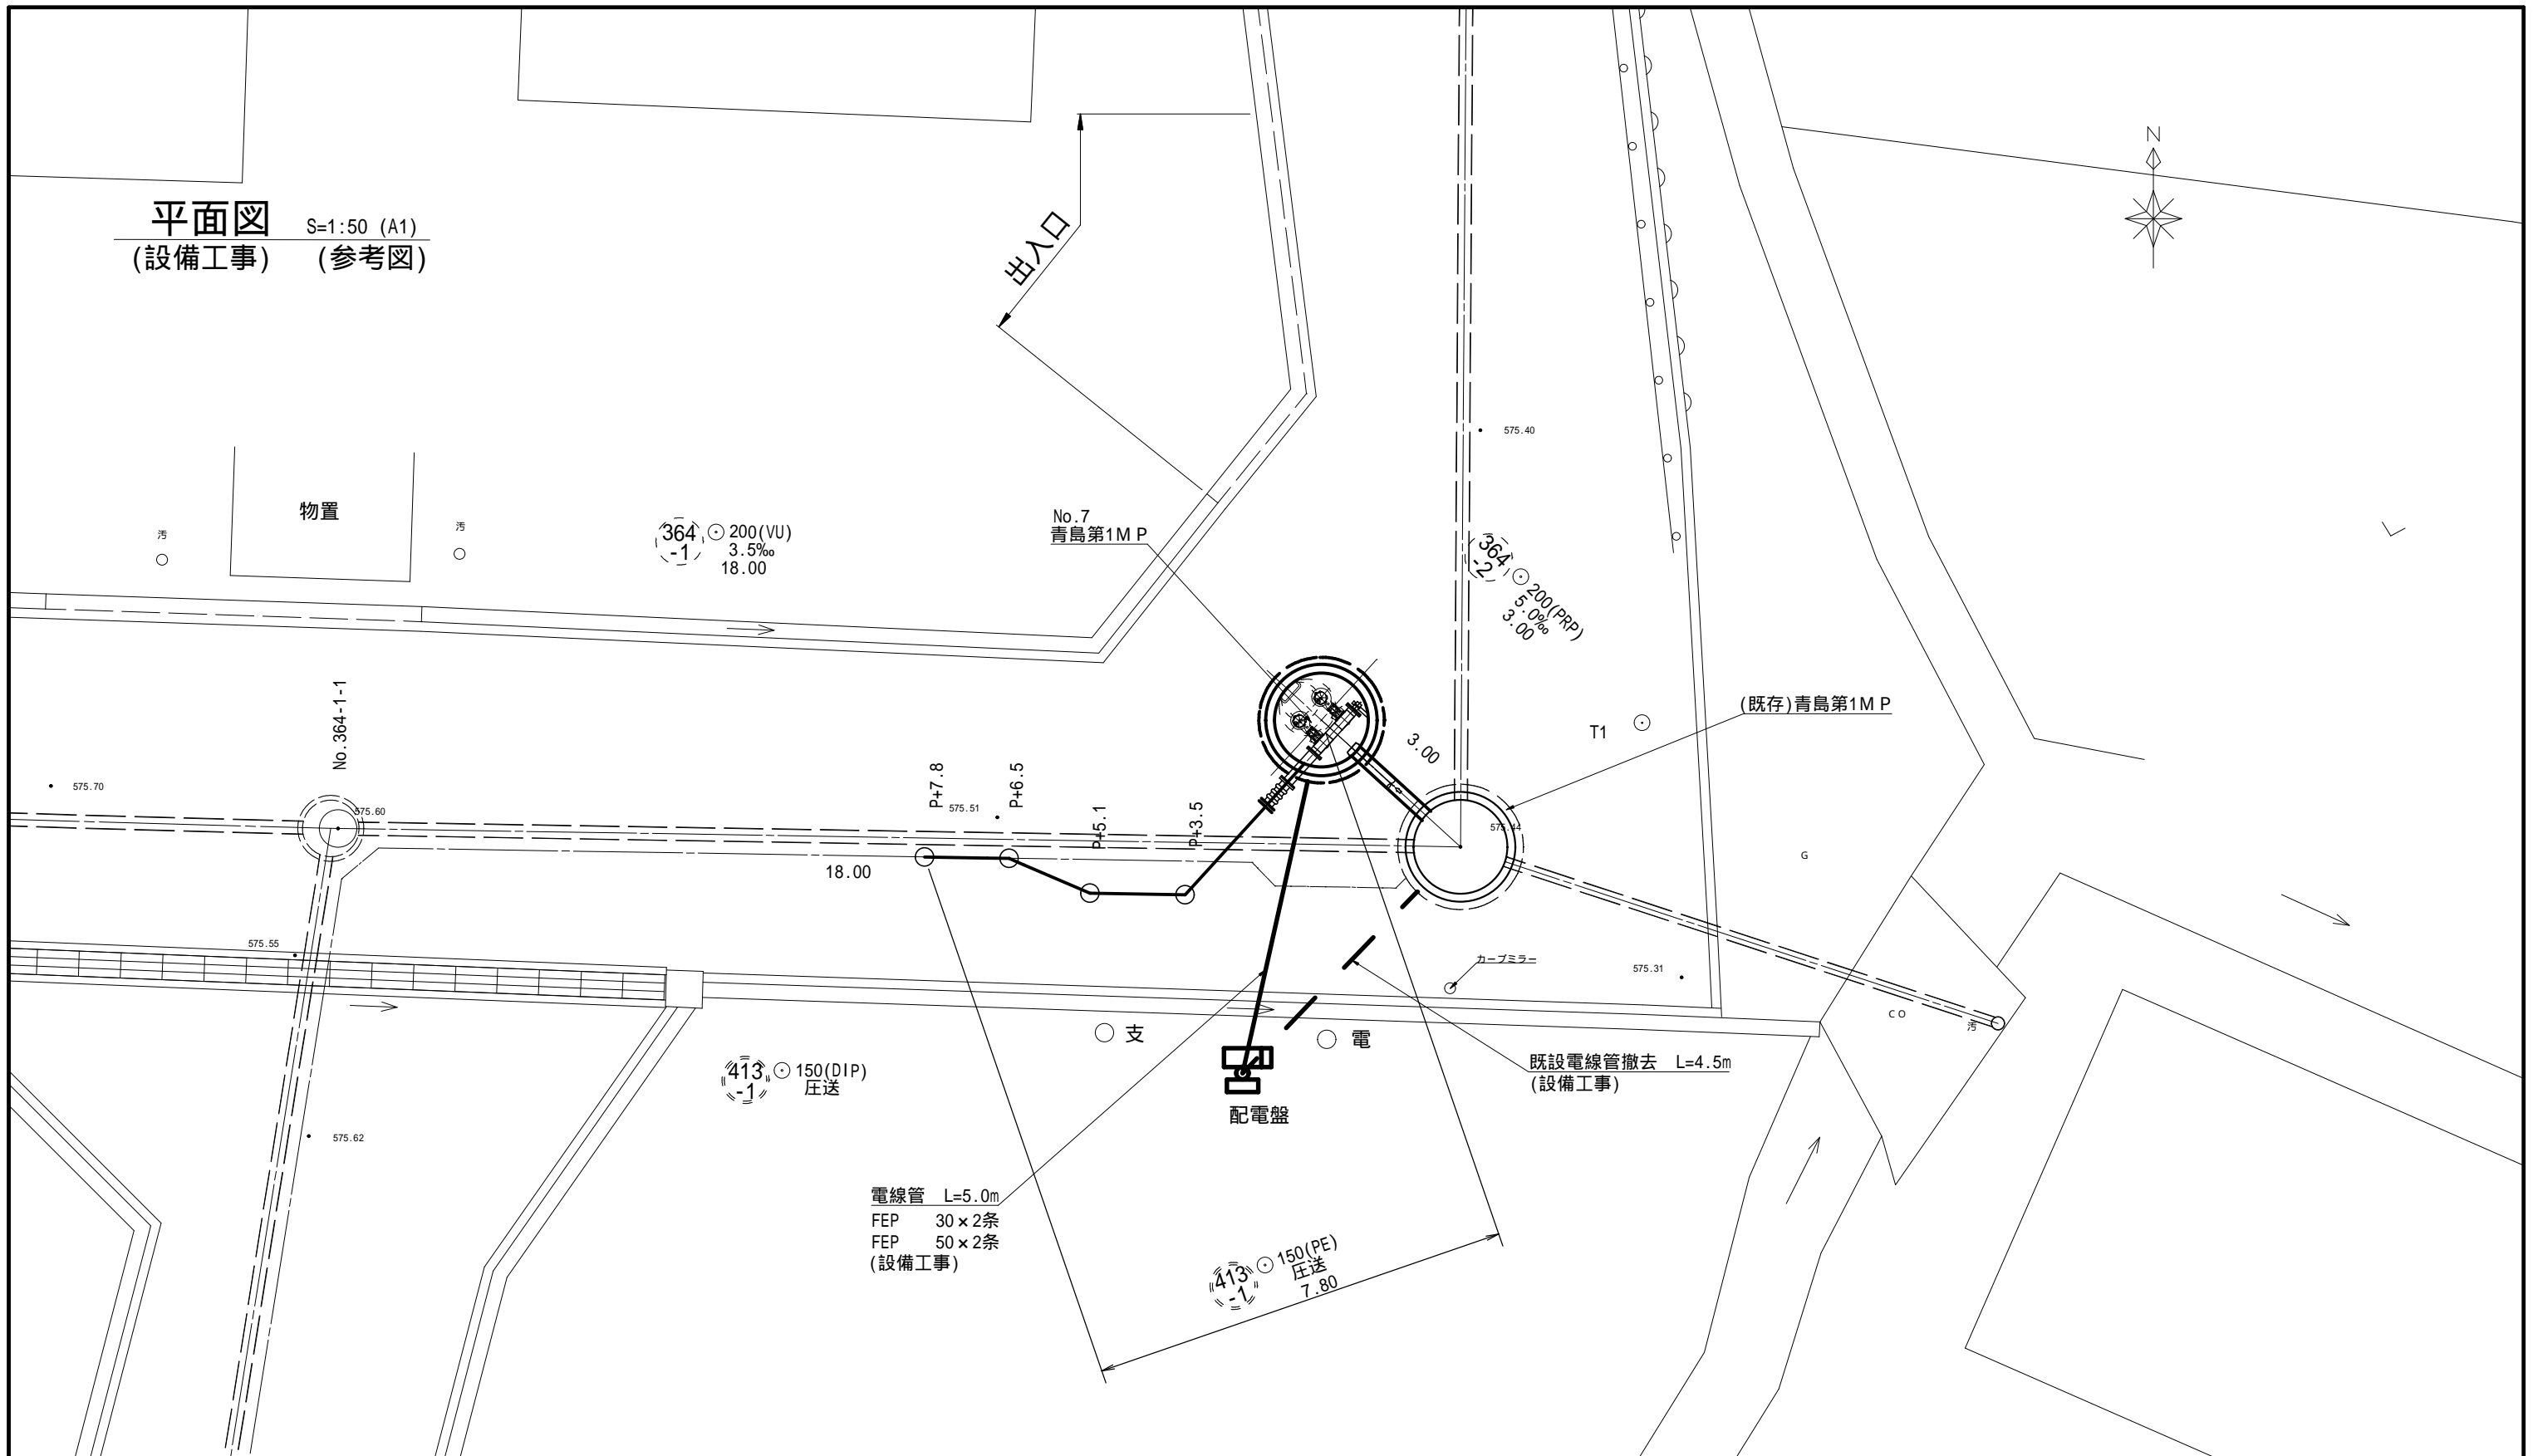 平面図 S=1:50 (A1)
(設備工事) (参考図)
出入口
N
物置
汚
汚
364
-1
200(VU)
3.5‰
18.00
No.7
青島第1MP
575.40
364
-2
200(PRP)
5.0‰
3.00
No.364-1-1
(既存)青島第1MP
T1
3.00
575.70
575.60
P+7.8
575.51
P+6.5
P+5.1
P+3.5
575.44
G
18.00
575.55
カーブミラー
575.31
CO
汚
支
電
413
-1
150(DIP)
圧送
既設電線管撤去 L=4.5m
(設備工事)
配電盤
575.62
電線管 L=5.0m
FEP 30×2条
FEP 50×2条
(設備工事)
413
-1
150(PE)
圧送
7.80